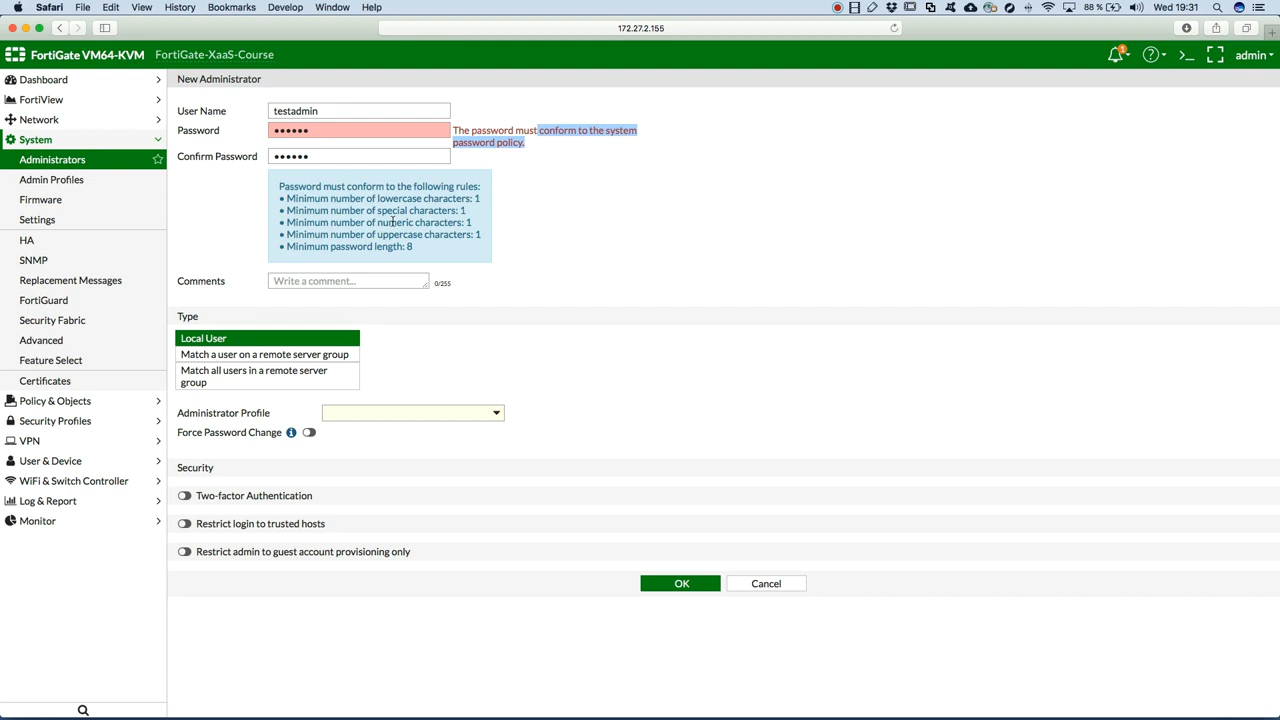 Safari File Edit View History Bookmarks Develop Window Help 88 % Wed 19:31
172.27.2.155
FortiGate VM64-KVM FortiGate-XaaS-Course 1 admin
Dashboard
FortiView
Network
System
Administrators
Admin Profiles
Firmware
Settings
HA
SNMP
Replacement Messages
FortiGuard
Security Fabric
Advanced
Feature Select
Certificates
Policy & Objects
Security Profiles
VPN
User & Device
WiFi & Switch Controller
Log & Report
Monitor
New Administrator
User Name testadmin
Password •••••• The password must conform to the system
password policy.
Confirm Password ••••••
Password must conform to the following rules:
• Minimum number of lowercase characters: 1
• Minimum number of special characters: 1
• Minimum number of numeric characters: 1
• Minimum number of uppercase characters: 1
• Minimum password length: 8
Comments Write a comment... 0/255
Type
Local User
Match a user on a remote server group
Match all users in a remote server
group
Administrator Profile
Force Password Change
Security
Two-factor Authentication
Restrict login to trusted hosts
Restrict admin to guest account provisioning only
OK Cancel